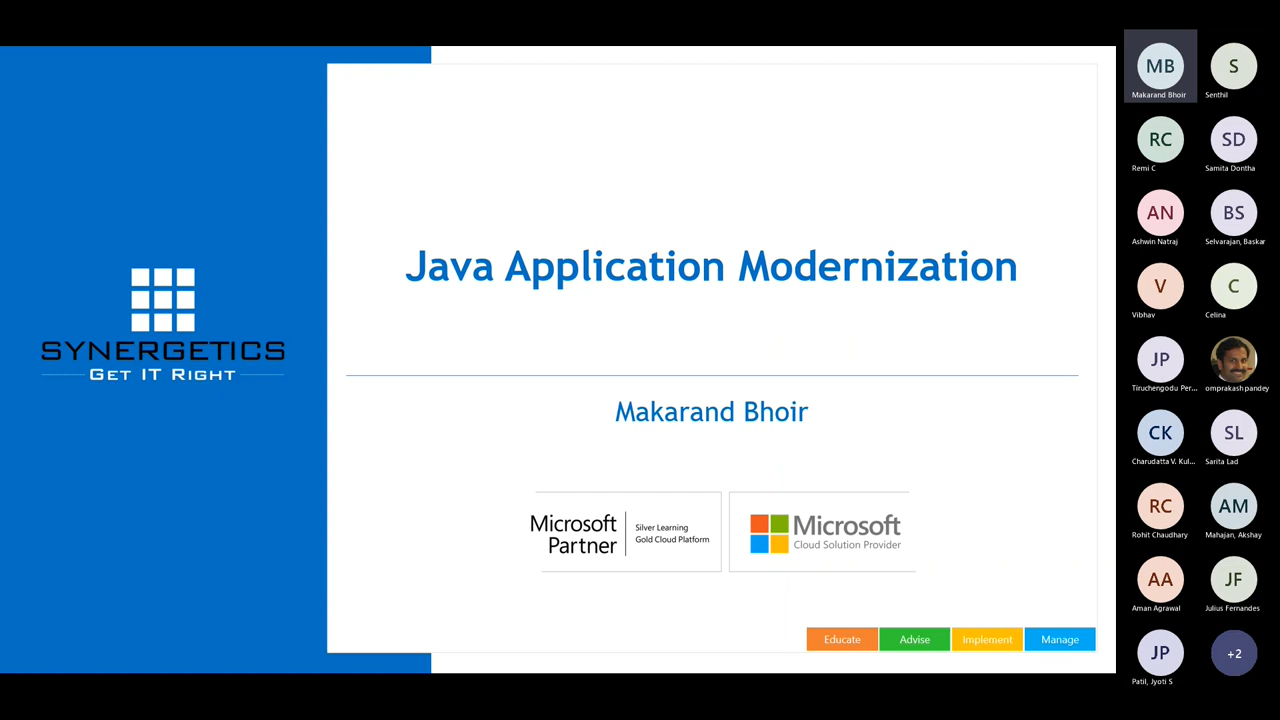 SYNERGETICS
GET IT RIGHT
Java Application Modernization
Makarand Bhoir
Microsoft Partner
Silver Learning
Gold Cloud Platform
Microsoft
Cloud Solution Provider
Educate
Advise
Implement
Manage
MB
Makarand Bhoir
S
Senthil
RC
Remi C
SD
Samita Dontha
AN
Ashwin Natraj
BS
Selvarajan, Baskar
V
Vibhav
C
Celina
JP
Tiruchengodu Per...
omprakash pandey
CK
Charudatta V. Kul...
SL
Sarita Lad
RC
Rohit Chaudhary
AM
Mahajan, Akshay
AA
Aman Agrawal
JF
Julius Fernandes
JP
Patil, Jyoti S
+2